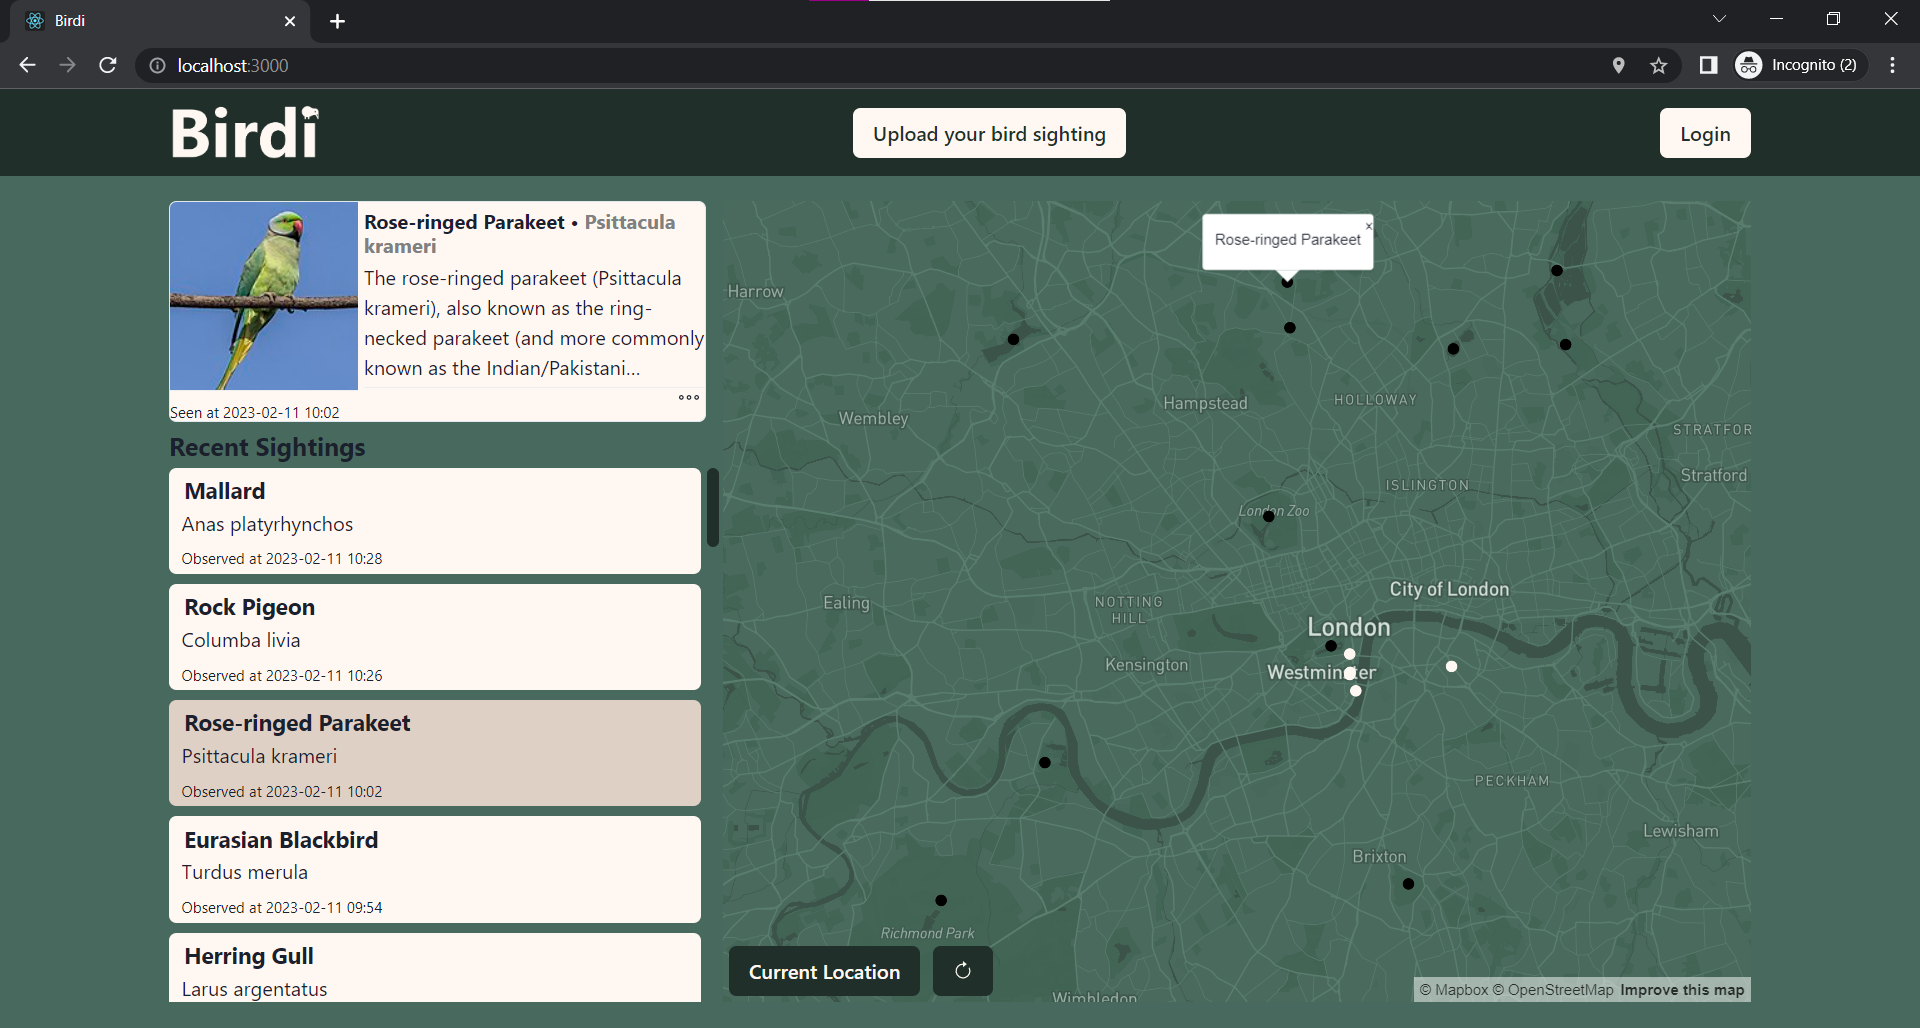 Birdi
localhost:3000
Incognito (2)
Birdi
Upload your bird sighting
Login
Rose-ringed Parakeet • Psittacula
krameri
The rose-ringed parakeet (Psittacula
krameri), also known as the ring-
necked parakeet (and more commonly
known as the Indian/Pakistani...
Seen at 2023-02-11 10:02
Recent Sightings
Mallard
Anas platyrhynchos
Observed at 2023-02-11 10:28
Rock Pigeon
Columba livia
Observed at 2023-02-11 10:26
Rose-ringed Parakeet
Psittacula krameri
Observed at 2023-02-11 10:02
Eurasian Blackbird
Turdus merula
Observed at 2023-02-11 09:54
Herring Gull
Larus argentatus
Rose-ringed Parakeet
×
Harrow
Wembley
Hampstead
HOLLOWAY
STRATFOR
Stratford
ISLINGTON
London Zoo
City of London
Ealing
NOTTING
HILL
London
Kensington
Westminster
PECKHAM
Lewisham
Brixton
Richmond Park
Wimbledon
Current Location
© Mapbox © OpenStreetMap Improve this map